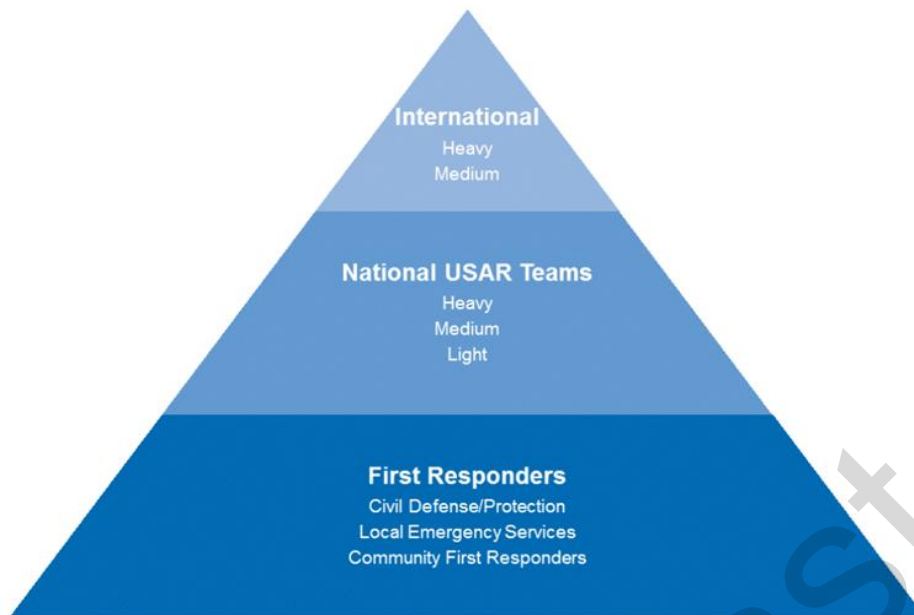 International
Heavy
Medium
National USAR Teams
Heavy
Medium
Light
First Responders
Civil Defense/Protection
Local Emergency Services
Community First Responders